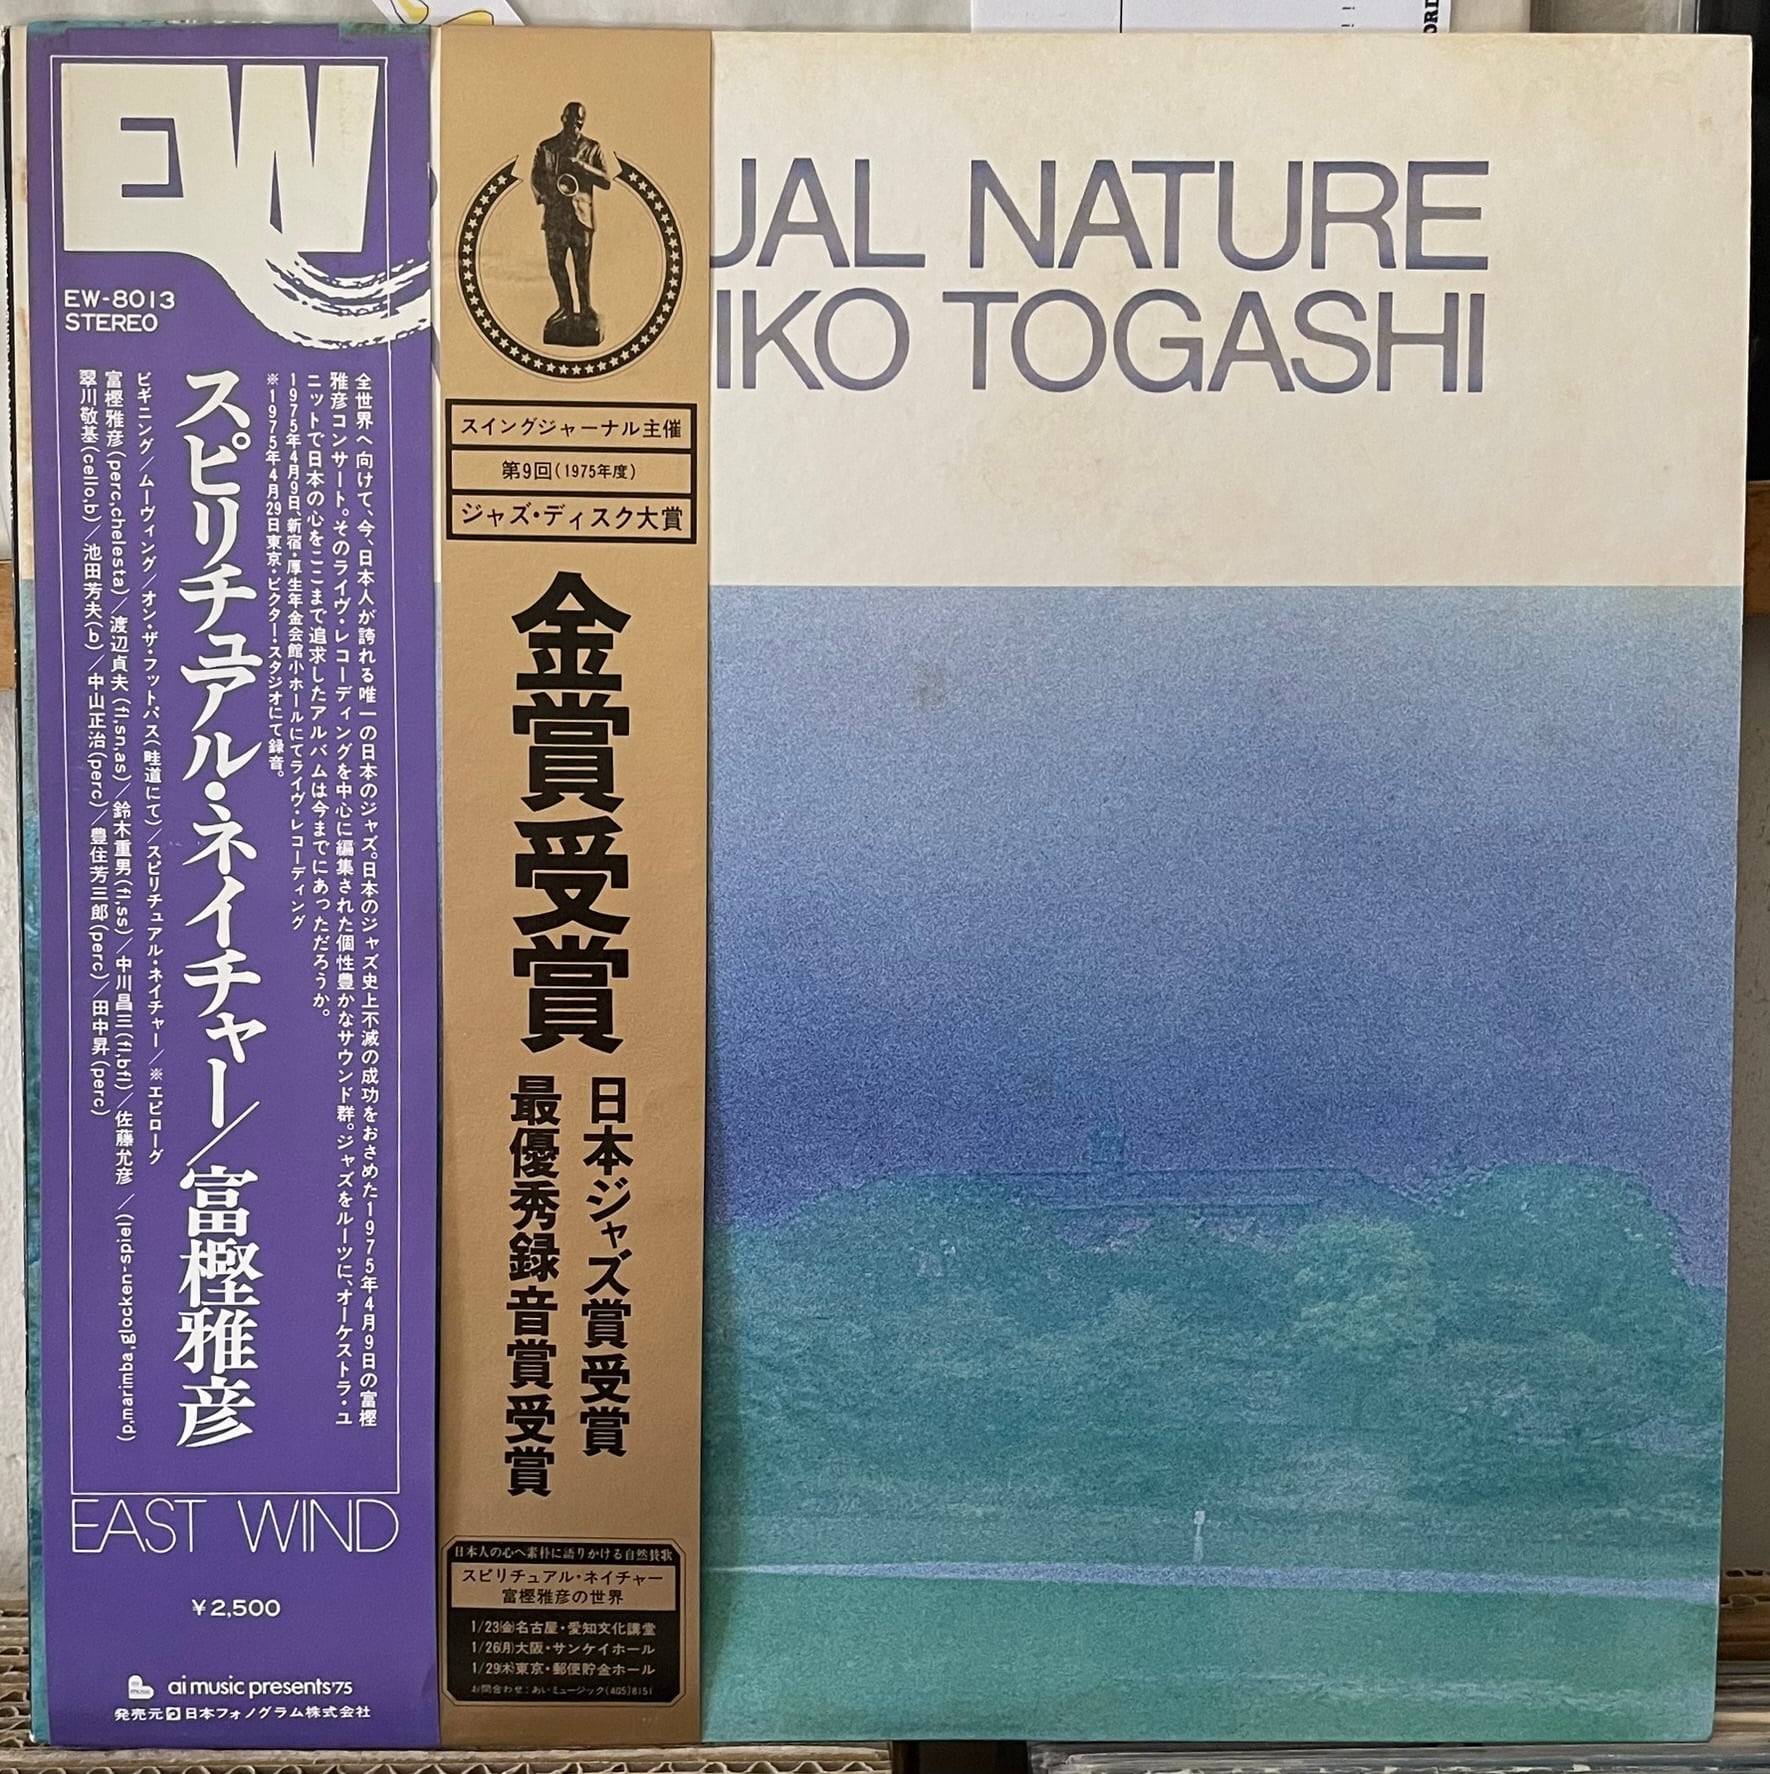 EW
EW-8013
STEREO
全世界へ向けて、今、日本人が誇れる唯一の日本のジャズ。日本のジャズ史上不滅の成功をおさめた1975年4月9日の富樫
雅彦コンサート。そのライヴ・レコーディングを中心に編集された個性豊かなサウンド群。ジャズをルーツに、オーケストラ・ユ
ニットで日本の心をここまで追求したアルバムは今までにあっただろうか。
1975年4月9日、新宿・厚生年金会館小ホールにてライヴ・レコーディング
※1975年4月29日東京・ビクター・スタジオにて録音。
スピリチュアル・ネイチャー/富樫雅彦
ビギニング/ムーヴィング/オン・ザ・フットパス(畦道にて)/スピリチュアル・ネイチャー/※エピローグ
富樫雅彦(perc,chelesta)/渡辺貞夫(fl,sn,as)/鈴木重男(fl,ss)/中川昌三(fl,bfl)/佐藤允彦(p,marimba,glocken-spiel)/
翠川敬基(cello,b)/池田芳夫(b)/中山正治(perc)/豊住芳三郎(perc)/田中昇(perc)
EAST WIND
¥2,500
ai music presents'75
発売元 日本フォノグラム株式会社
スイングジャーナル主催
第9回(1975年度)
ジャズ・ディスク大賞
金賞受賞
日本ジャズ賞受賞
最優秀録音賞受賞
日本人の心へ素朴に語りかける自然賛歌
スピリチュアル・ネイチャー
富樫雅彦の世界
1/23(金)名古屋・愛知文化講堂
1/26(月)大阪・サンケイホール
1/29(木)東京・郵便貯金ホール
お問合わせ:あいミュージック(405)8151
UAL NATURE
IKO TOGASHI